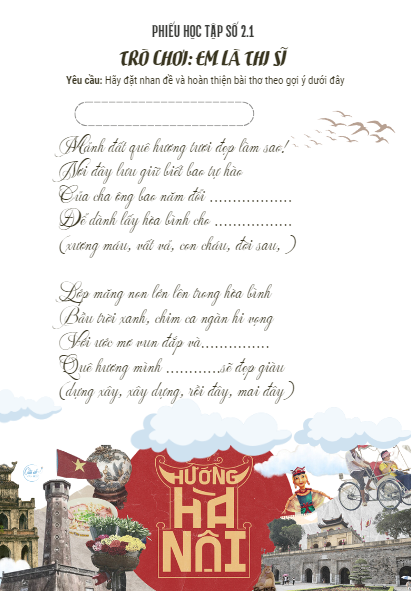 PHIẾU HỌC TẬP SỐ 2.1
TRÒ CHƠI: EM LÀ THI SĨ
Yêu cầu: Hãy đặt nhan đề và hoàn thiện bài thơ theo gợi ý dưới đây
Mảnh đất quê hương tươi đẹp làm sao!
Nơi đây lưu giữ biết bao tự hào
Của cha ông bao năm đổi ..................
Để dành lấy hòa bình cho .................
(xương máu, vất vả, con cháu, đời sau, )
Lớp măng non lớn lên trong hòa bình
Bầu trời xanh, chim ca ngàn hi vọng
Với ước mơ vun đắp và...............
Quê hương mình ............sẽ đẹp giàu
(dựng xây, xây dựng, rồi đây, mai đây)
HƯƠNG
HÀ
NỘI